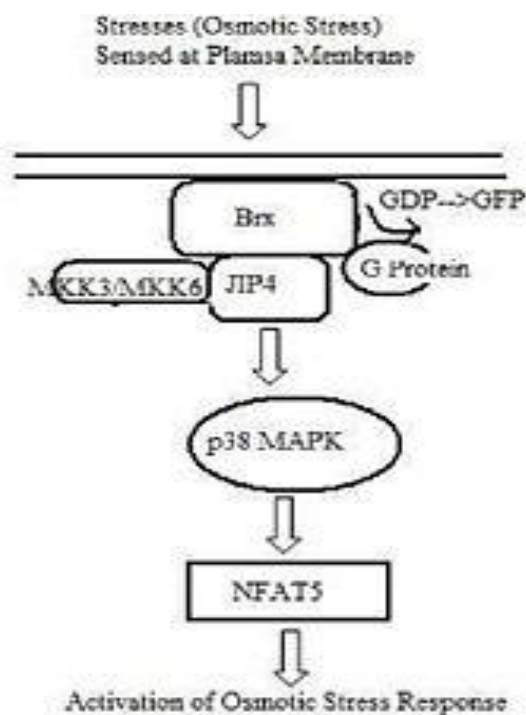 Stresses (Osmotic Stress)
Sensed at Plamsa Membrane
Brx
GDP-->GFP
G Protein
MKK3/MKK6
JIP4
p38 MAPK
NFAT5
Activation of Osmotic Stress Response